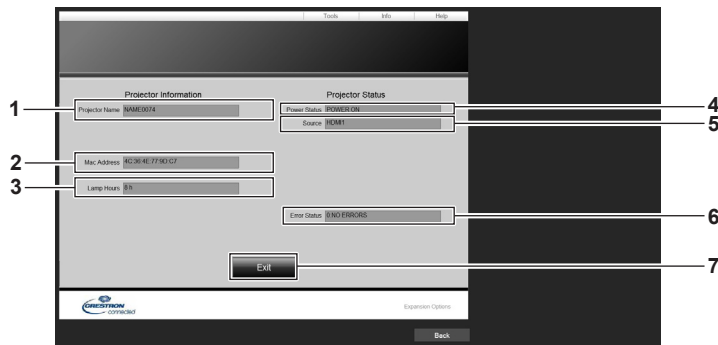 Tools Info Help
Projector Information Projector Status
1 Projector Name NAME0074 Power Status POWER ON 4
Source HDMI1 5
2 Mac Address 4C:36:4E:77:9D:C7
3 Lamp Hours 8 h
Error Status 0:NO ERRORS 6
Exit 7
CRESTRON
connected
Expansion Options
Back